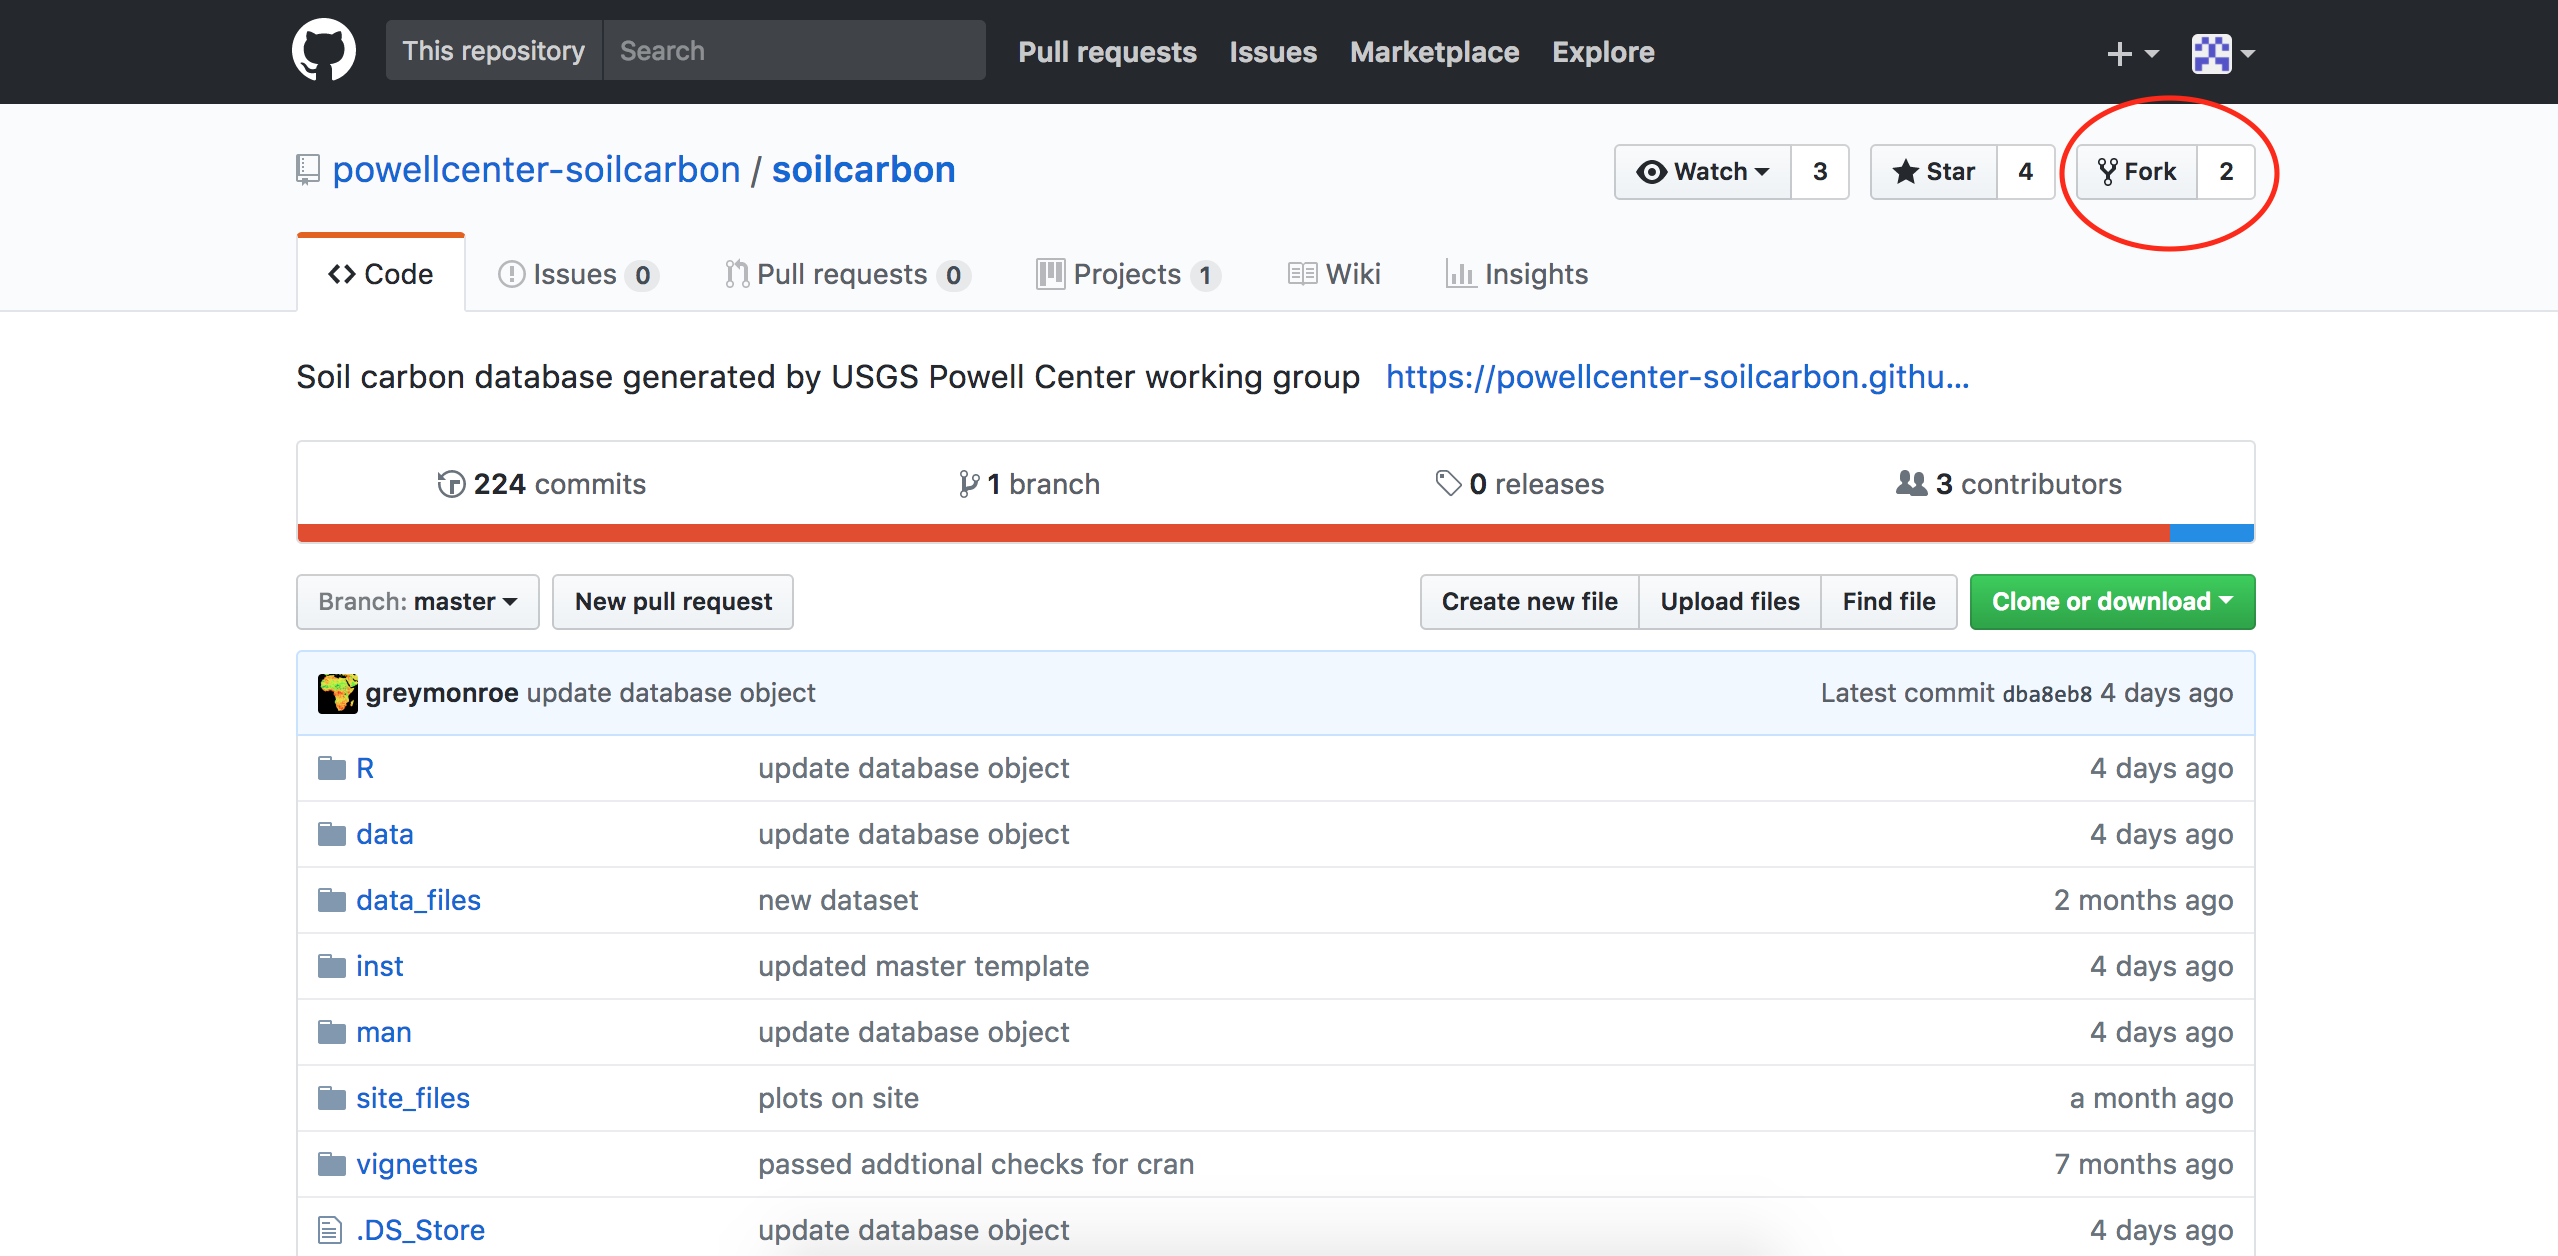 This repository Search Pull requests Issues Marketplace Explore
powellcenter-soilcarbon / soilcarbon Watch 3 Star 4 Fork 2
Code Issues 0 Pull requests 0 Projects 1 Wiki Insights
Soil carbon database generated by USGS Powell Center working group https://powellcenter-soilcarbon.githu...
224 commits 1 branch 0 releases 3 contributors
Branch: master New pull request Create new file Upload files Find file Clone or download
greymonroe update database object Latest commit dba8eb8 4 days ago
R update database object 4 days ago
data update database object 4 days ago
data_files new dataset 2 months ago
inst updated master template 4 days ago
man update database object 4 days ago
site_files plots on site a month ago
vignettes passed addtional checks for cran 7 months ago
.DS_Store update database object 4 days ago